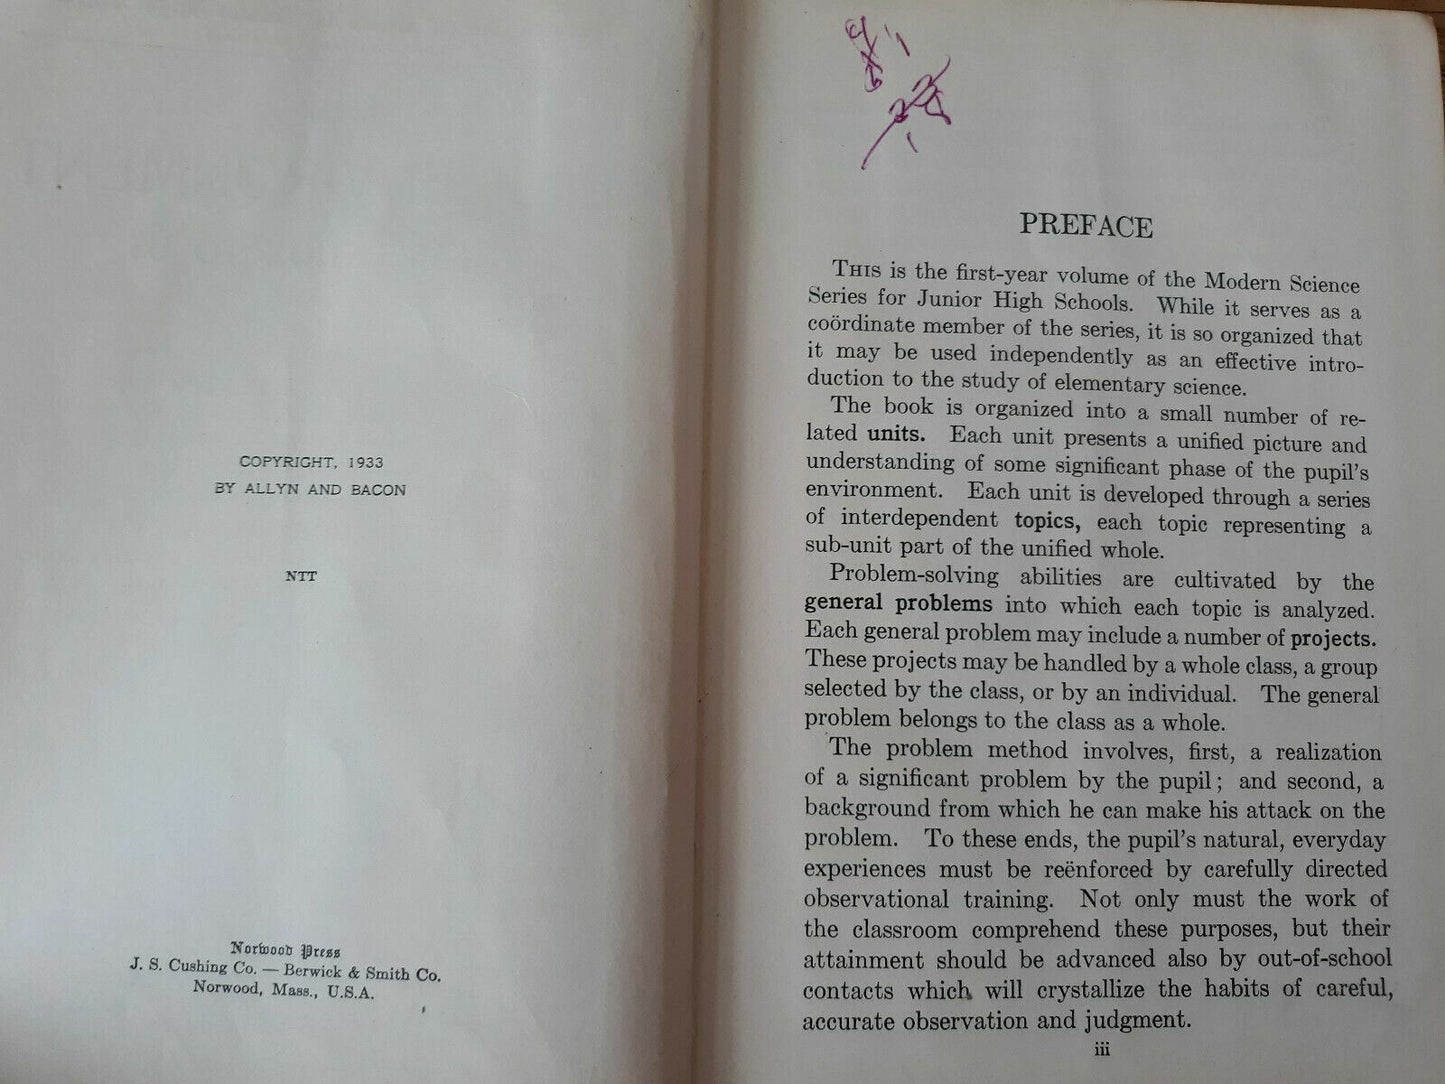 COPYRIGHT, 1933
BY ALLYN AND BACON
NTT
Norwood Press
J. S. Cushing Co. — Berwick & Smith Co.
Norwood, Mass., U.S.A.
PREFACE
THIS is the first-year volume of the Modern Science
Series for Junior High Schools. While it serves as a
coördinate member of the series, it is so organized that
it may be used independently as an effective intro-
duction to the study of elementary science.
The book is organized into a small number of re-
lated units. Each unit presents a unified picture and
understanding of some significant phase of the pupil's
environment. Each unit is developed through a series
of interdependent topics, each topic representing a
sub-unit part of the unified whole.
Problem-solving abilities are cultivated by the
general problems into which each topic is analyzed.
Each general problem may include a number of projects.
These projects may be handled by a whole class, a group
selected by the class, or by an individual. The general
problem belongs to the class as a whole.
The problem method involves, first, a realization
of a significant problem by the pupil; and second, a
background from which he can make his attack on the
problem. To these ends, the pupil's natural, everyday
experiences must be reënforced by carefully directed
observational training. Not only must the work of
the classroom comprehend these purposes, but their
attainment should be advanced also by out-of-school
contacts which will crystallize the habits of careful,
accurate observation and judgment.
iii